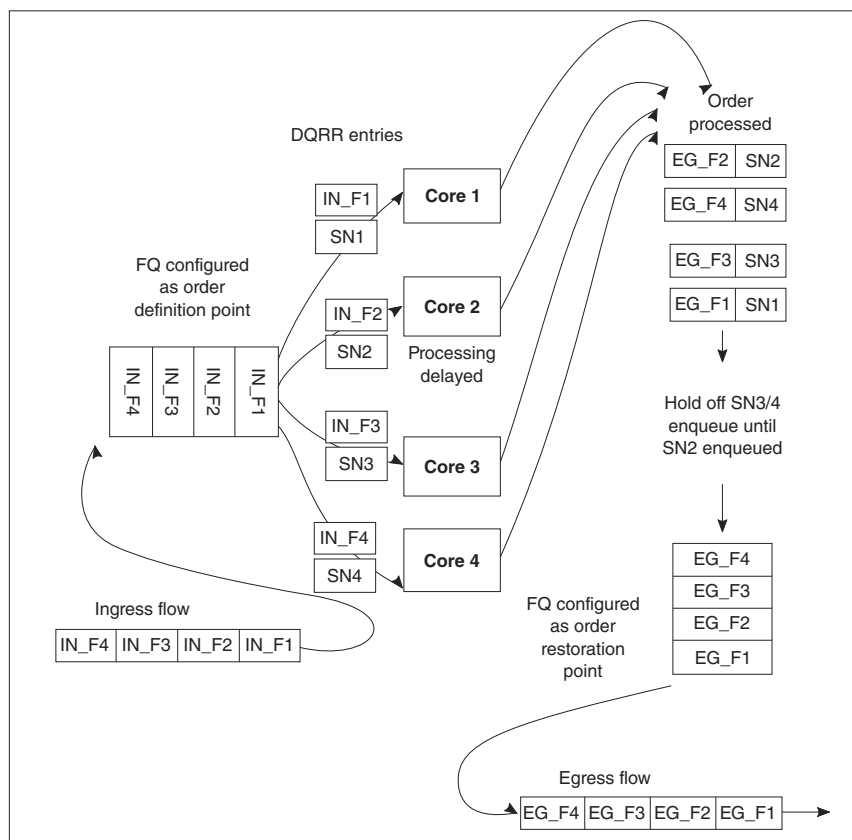 DQRR entries
Order
processed
IN_F1
SN1
Core 1
EG_F2 SN2
EG_F4 SN4
EG_F3 SN3
EG_F1 SN1
FQ configured
as order
definition point
IN_F2
SN2
Core 2
Processing
delayed
IN_F4 IN_F3 IN_F2 IN_F1
IN_F3
SN3
Core 3
Hold off SN3/4
enqueue until
SN2 enqueued
IN_F4
SN4
Core 4
EG_F4
EG_F3
EG_F2
EG_F1
Ingress flow
IN_F4 IN_F3 IN_F2 IN_F1
FQ configured
as order
restoration
point
Egress flow
EG_F4 EG_F3 EG_F2 EG_F1